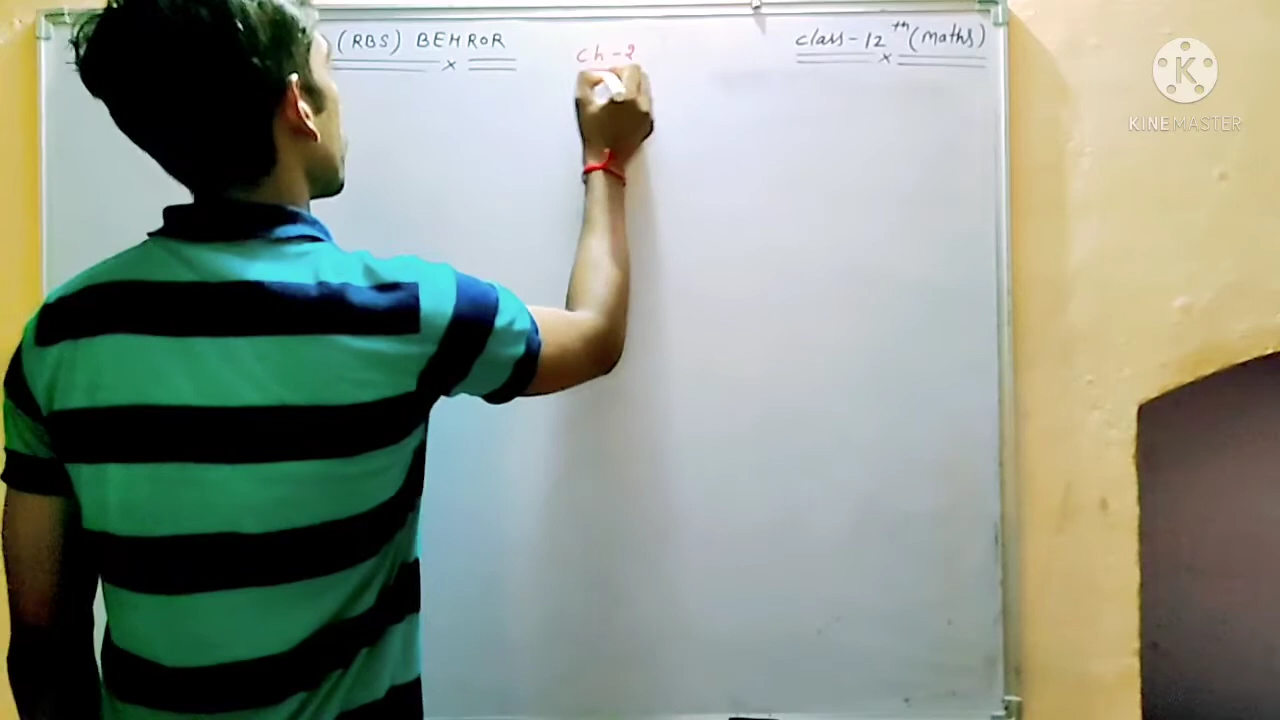 (RBS) BEHROR
Ch-2
class-12th (maths)
K
KINEMASTER